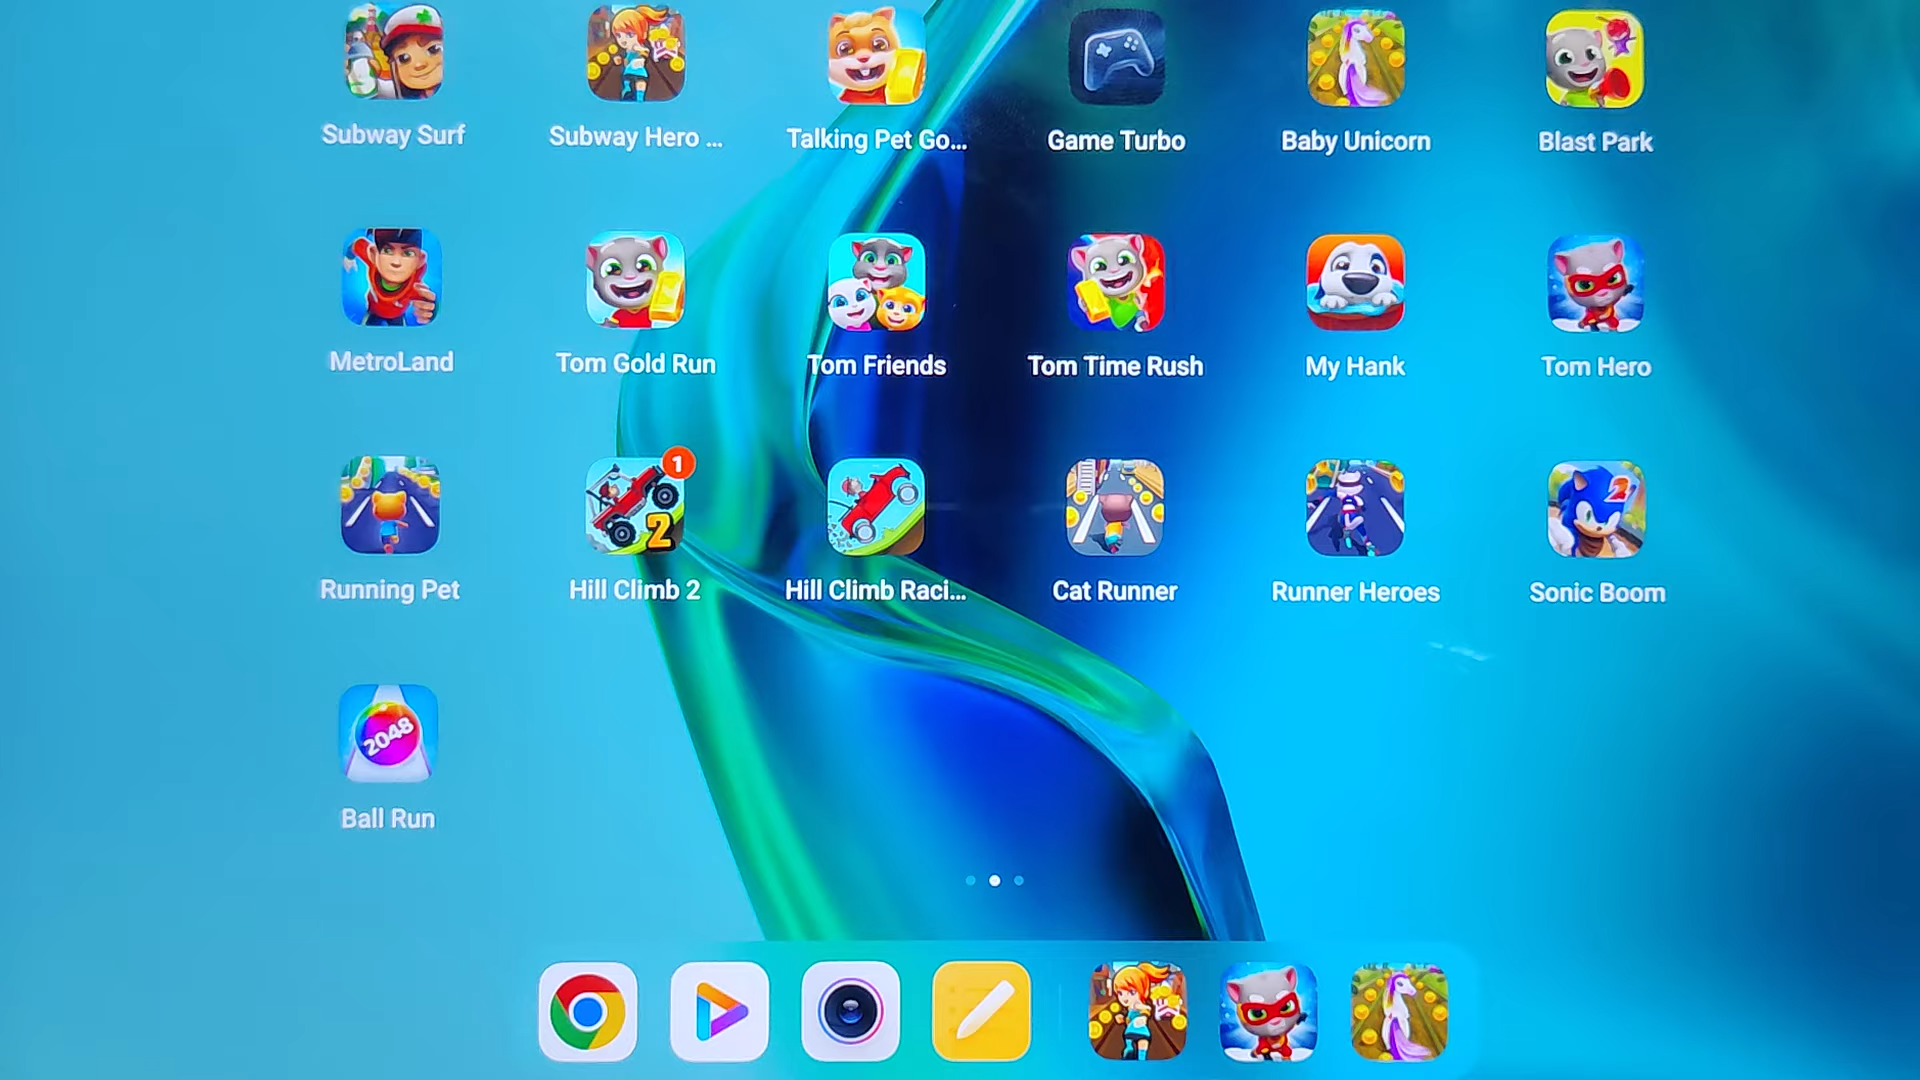 Subway Surf
Subway Hero ...
Talking Pet Go...
Game Turbo
Baby Unicorn
Blast Park
MetroLand
Tom Gold Run
Tom Friends
Tom Time Rush
My Hank
Tom Hero
1
2
2
Running Pet
Hill Climb 2
Hill Climb Raci...
Cat Runner
Runner Heroes
Sonic Boom
2048
Ball Run